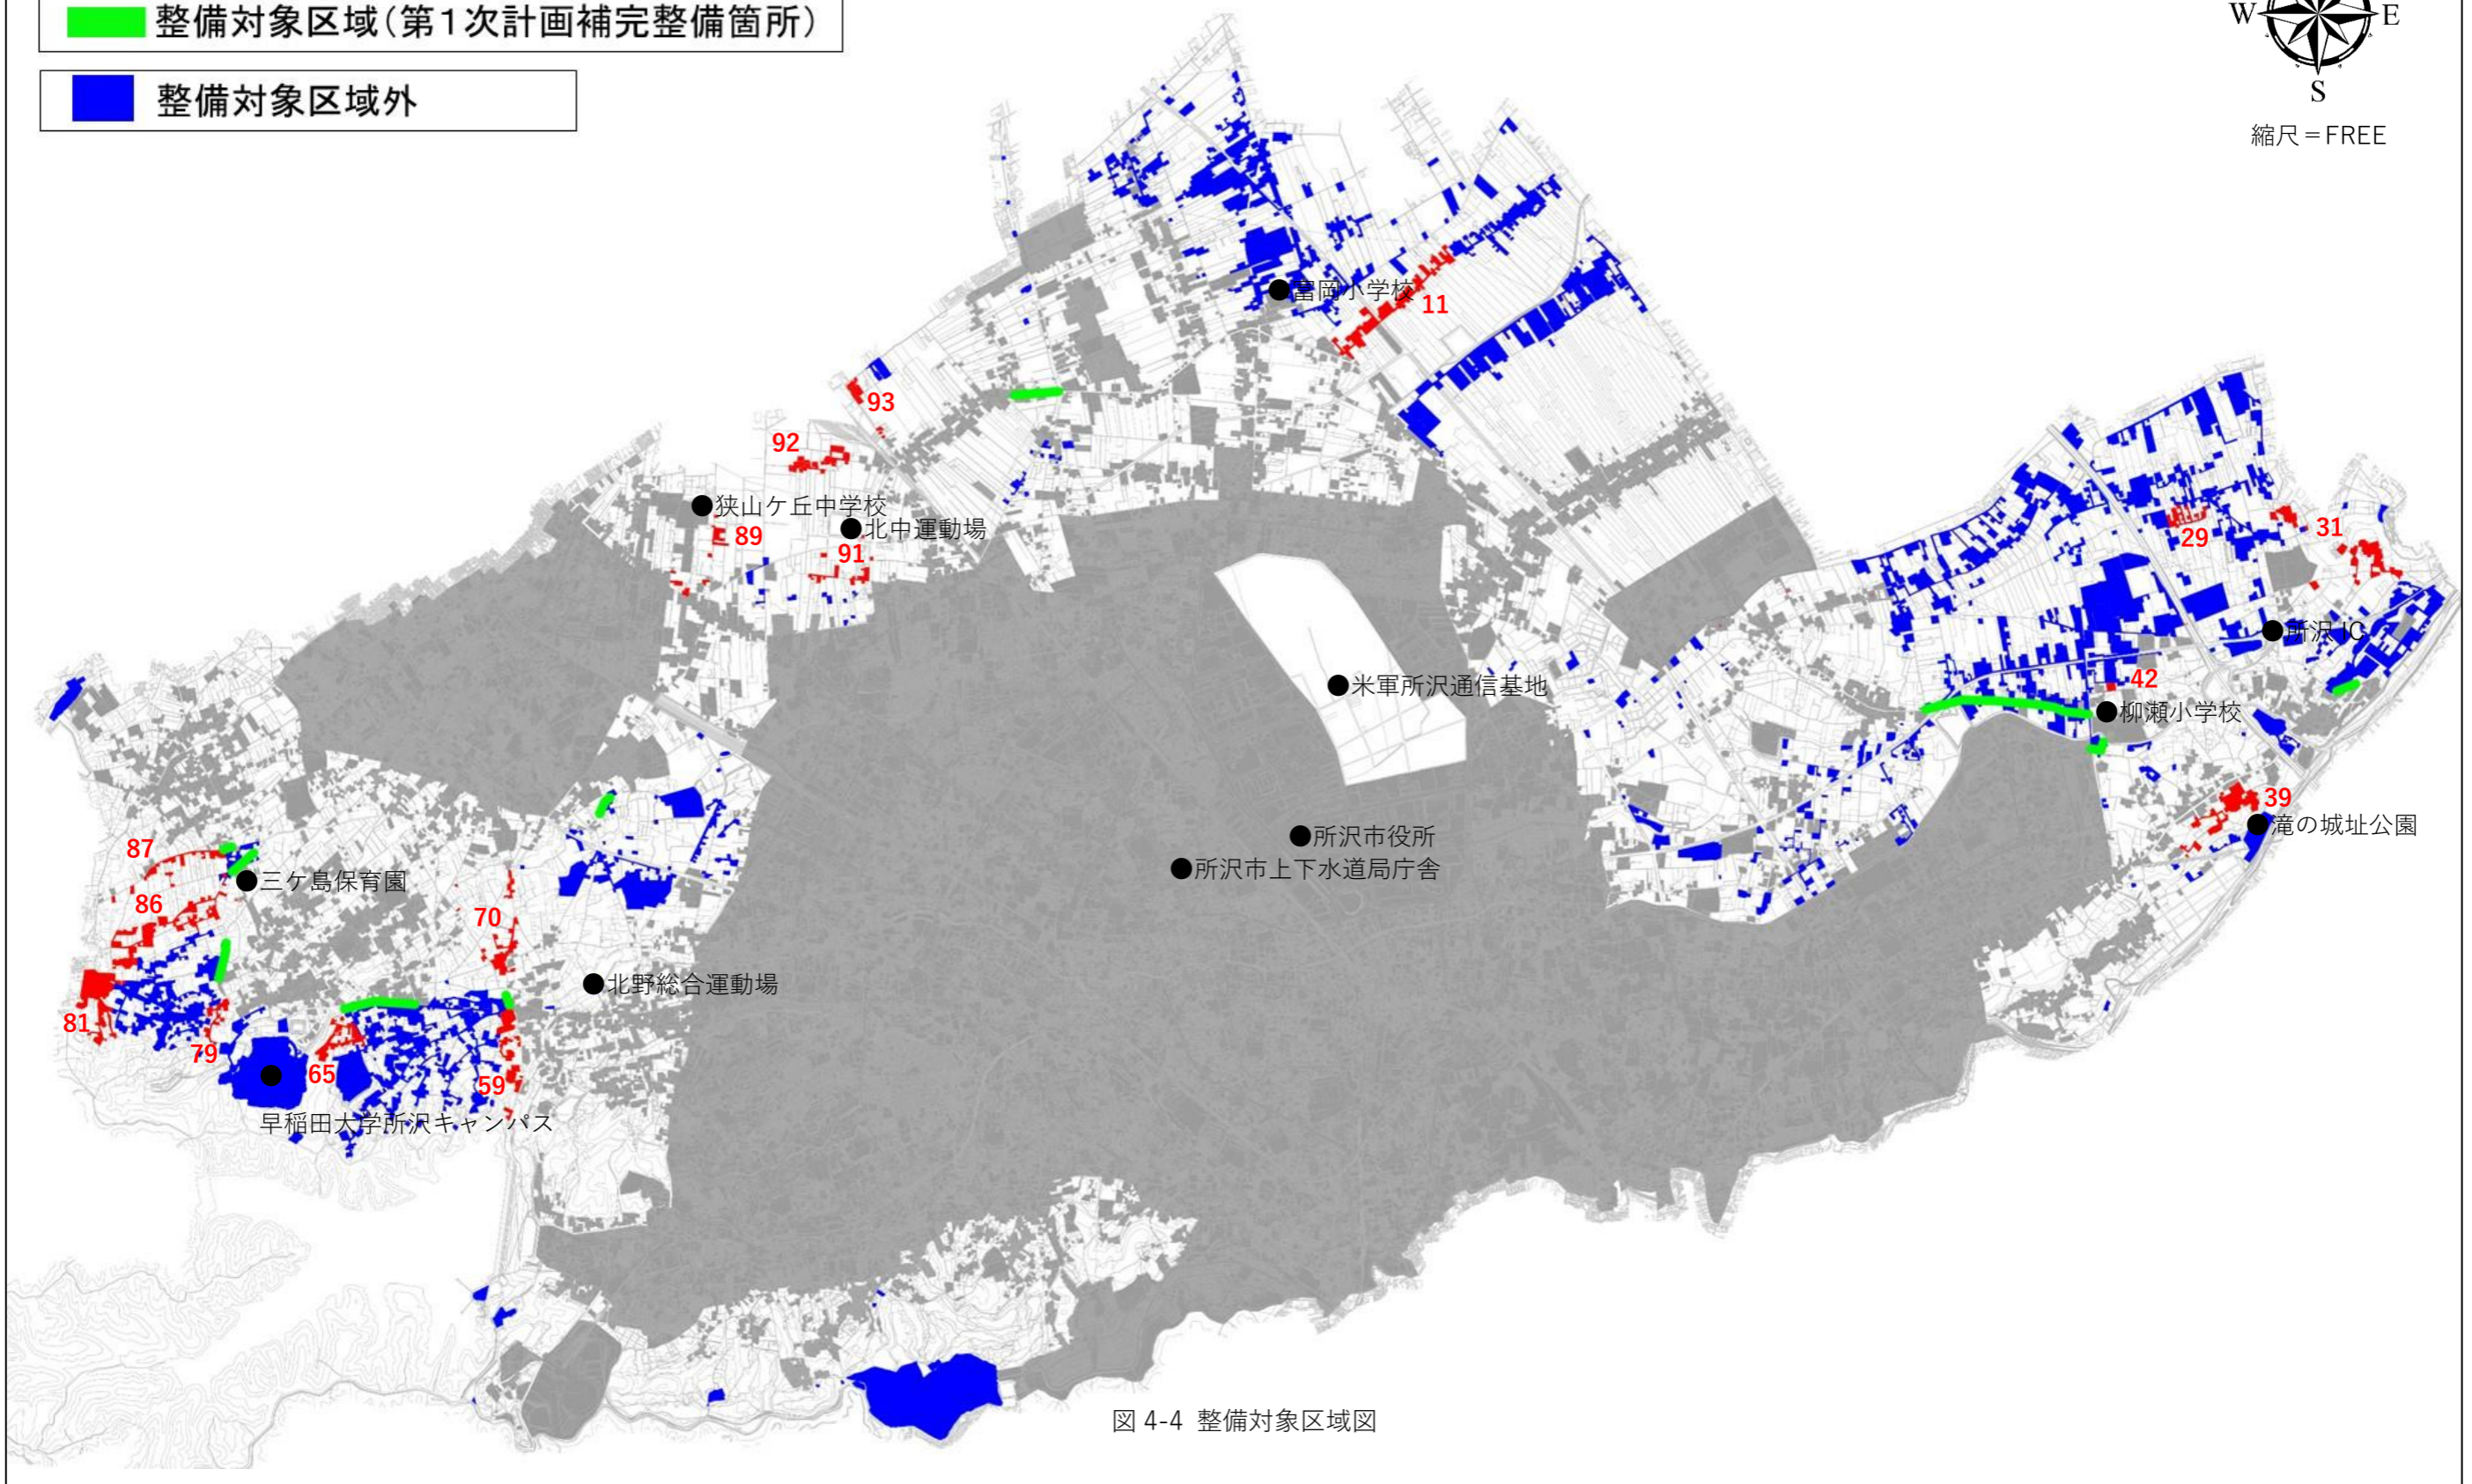 整備対象区域(第1次計画補完整備箇所)
整備対象区域外
W
E
S
縮尺=FREE
富岡小学校
11
93
92
狭山ケ丘中学校
89
北中運動場
91
29
31
所沢IC
42
柳瀬小学校
米軍所沢通信基地
39
滝の城址公園
所沢市役所
所沢市上下水道局庁舎
87
三ケ島保育園
86
70
北野総合運動場
81
79
65
59
早稲田大学所沢キャンパス
図 4-4 整備対象区域図